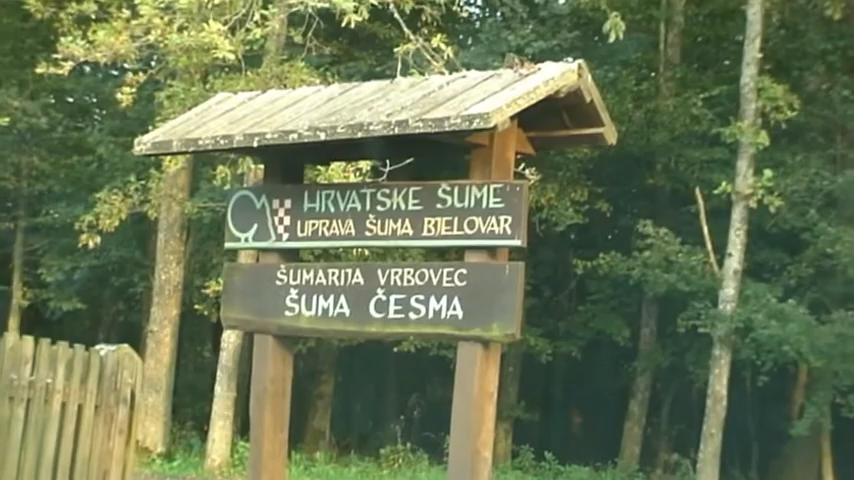 HRVATSKE ŠUME
UPRAVA ŠUMA BJELOVAR
ŠUMARIJA VRBOVEC
ŠUMA ČESMA